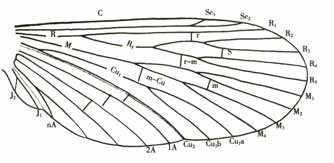 C
Sc₁
Sc₂
R₁
R
r
R₂
M
Rs
S
R₃
R₄
r-m
R₅
Cu₁
m-Cu
m
M₁
M₂
J₂
J₁
nA
2A
1A
Cu₂
Cu₁b
Cu₁a
M₄
M₃